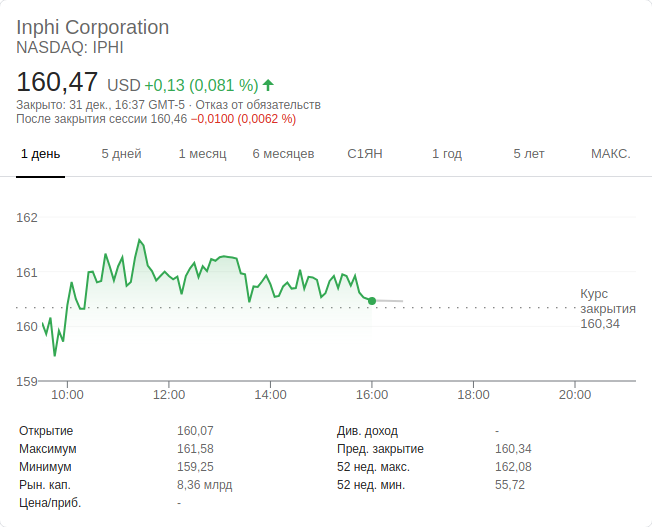 Inphi Corporation
NASDAQ: IPHI
160,47 USD +0,13 (0,081 %)
Закрыто: 31 дек., 16:37 GMT-5 · Отказ от обязательств
После закрытия сессии 160,46 −0,0100 (0,0062 %)
1 день 5 дней 1 месяц 6 месяцев С1ЯН 1 год 5 лет МАКС.
162
161
160
159
Курс
закрытия
160,34
10:00 12:00 14:00 16:00 18:00 20:00
Открытие 160,07 Див. доход -
Максимум 161,58 Пред. закрытие 160,34
Минимум 159,25 52 нед. макс. 162,08
Рын. кап. 8,36 млрд 52 нед. мин. 55,72
Цена/приб. -